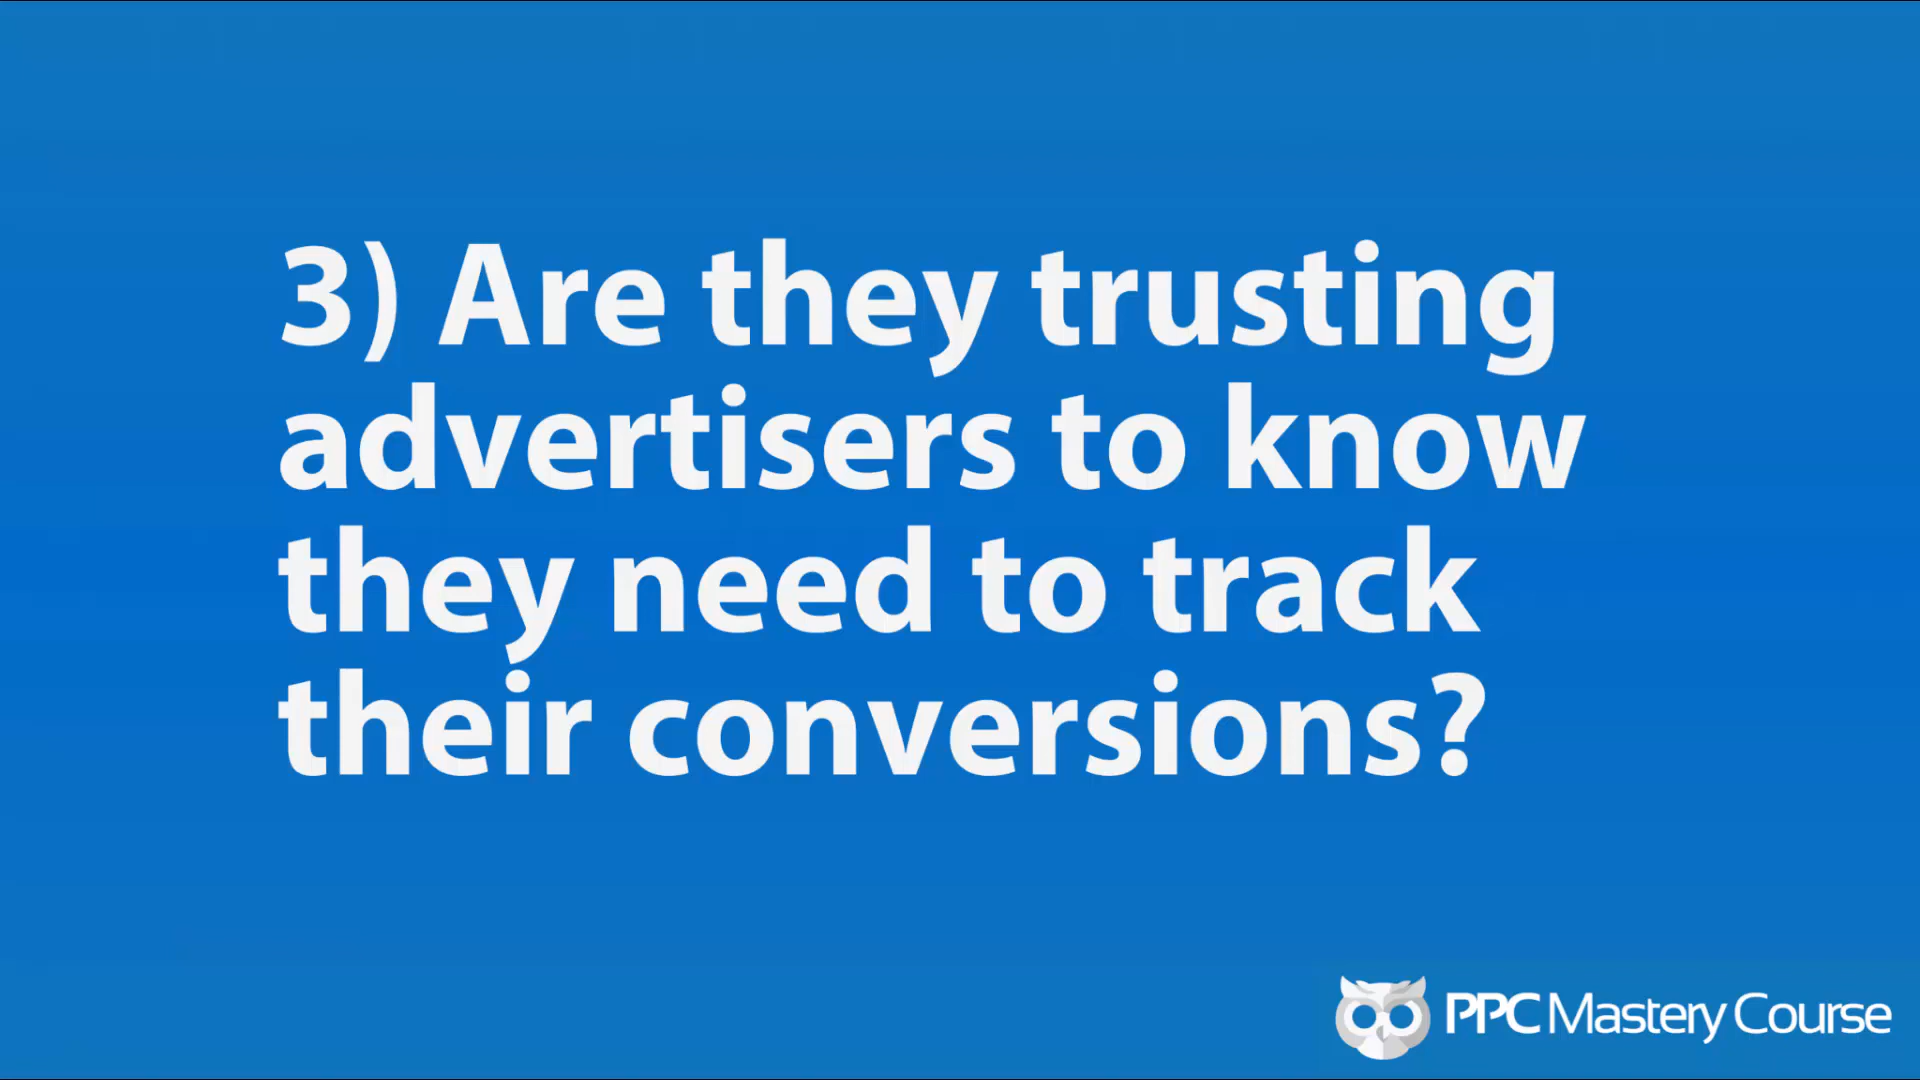 3) Are they trusting
advertisers to know
they need to track
their conversions?
PPC Mastery Course